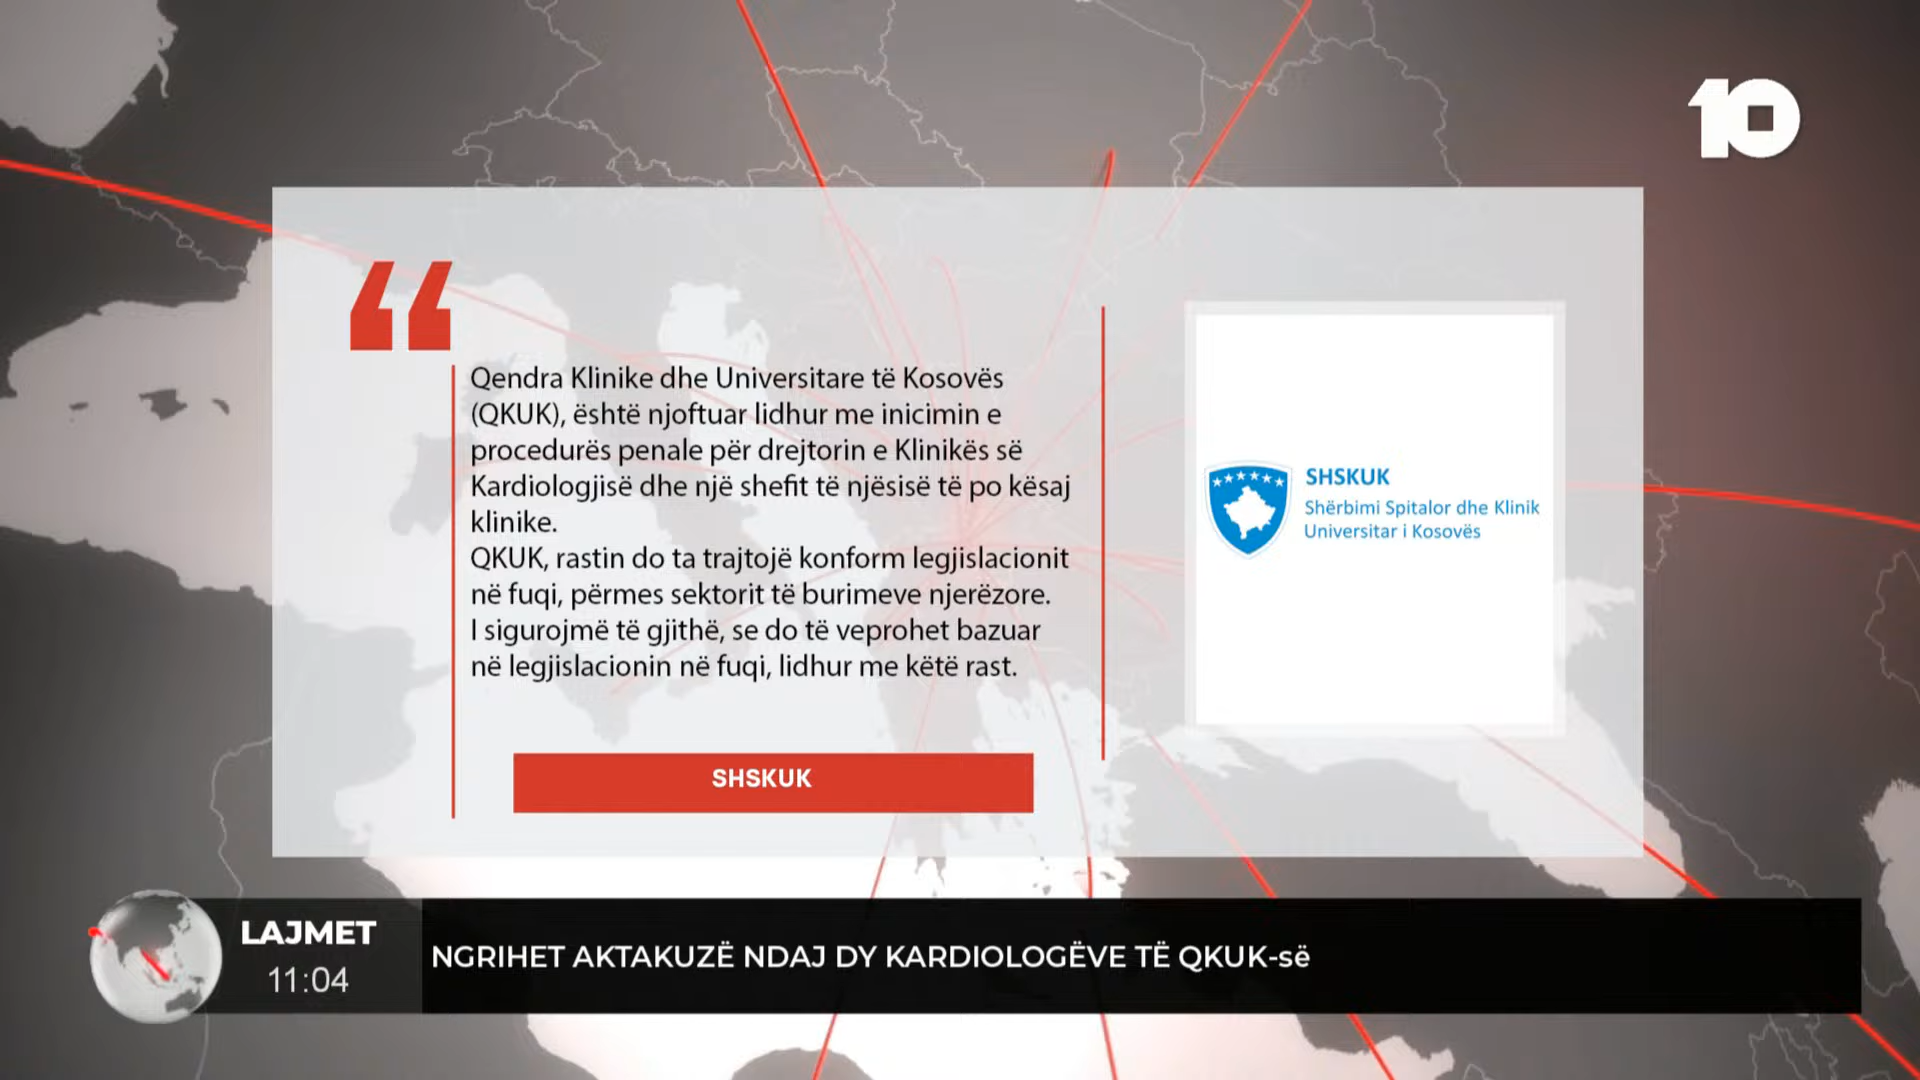 10
“
Qendra Klinike dhe Universitare të Kosovës
(QKUK), është njoftuar lidhur me inicimin e
procedurës penale për drejtorin e Klinikës së
Kardiologjisë dhe një shefit të njësisë të po kësaj
klinike.
QKUK, rastin do ta trajtojë konform legjislacionit
në fuqi, përmes sektorit të burimeve njerëzore.
I sigurojmë të gjithë, se do të veprohet bazuar
në legjislacionin në fuqi, lidhur me këtë rast.
SHSKUK
SHSKUK
Shërbimi Spitalor dhe Klinik
Universitar i Kosovës
LAJMET
11:04
NGRIHET AKTAKUZË NDAJ DY KARDIOLOGËVE TË QKUK-së